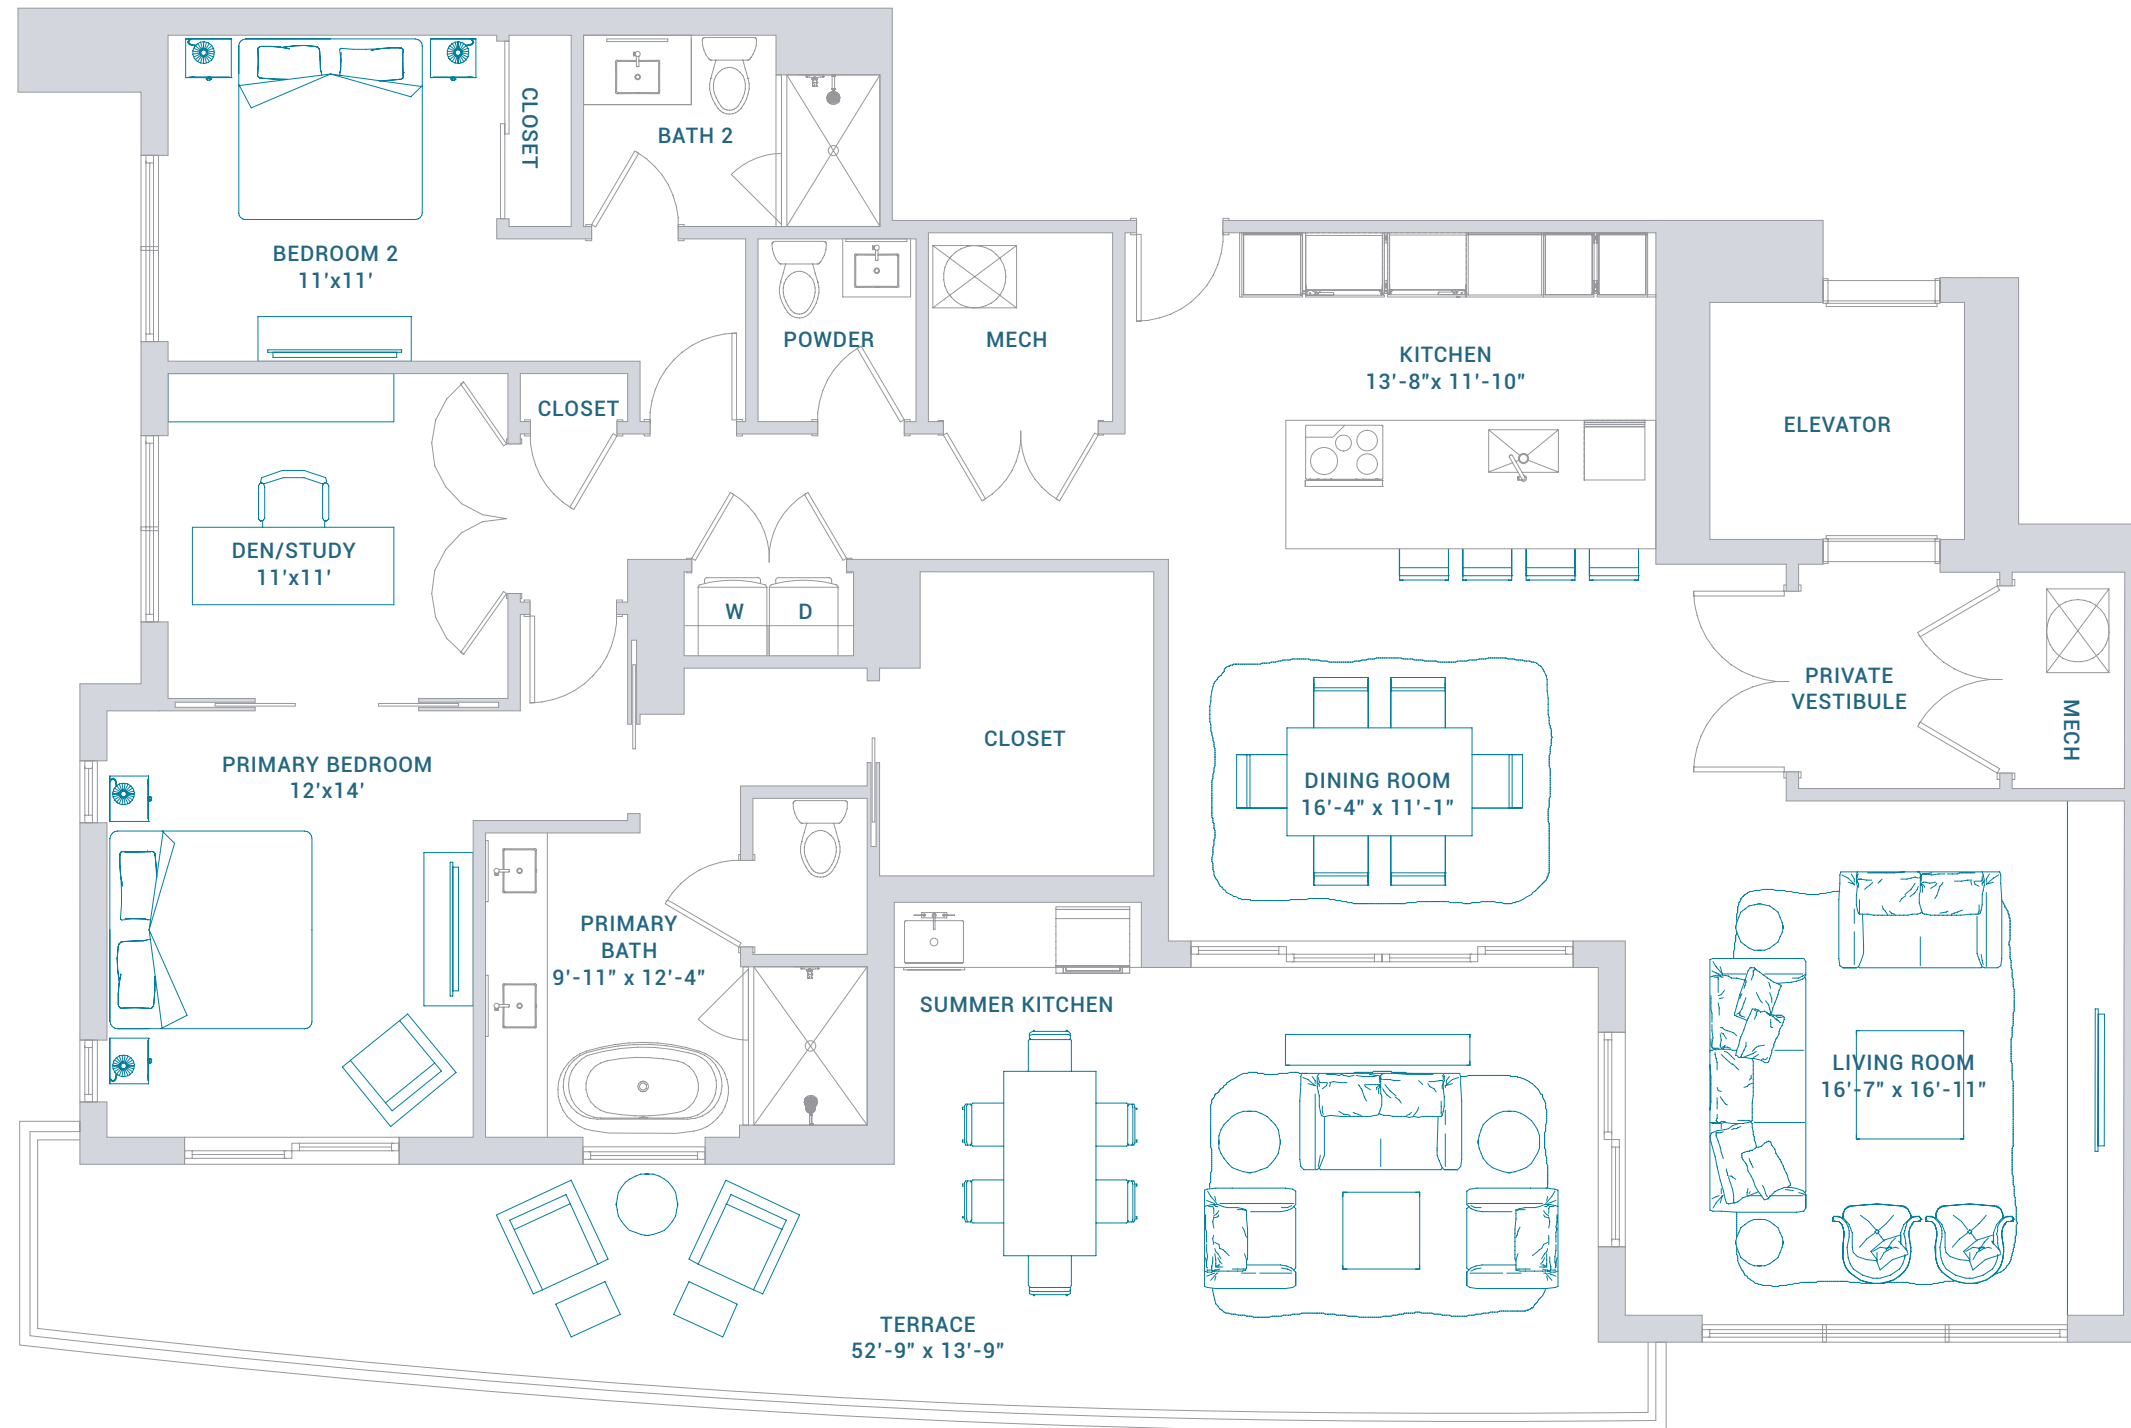 CLOSET
BATH 2
BEDROOM 2
11'x11'
POWDER
MECH
KITCHEN
13'-8"x 11'-10"
CLOSET
ELEVATOR
DEN/STUDY
11'x11'
W
D
PRIVATE
VESTIBULE
MECH
CLOSET
PRIMARY BEDROOM
12'x14'
DINING ROOM
16'-4" x 11'-1"
PRIMARY
BATH
9'-11" x 12'-4"
SUMMER KITCHEN
LIVING ROOM
16'-7" x 16'-11"
TERRACE
52'-9" x 13'-9"